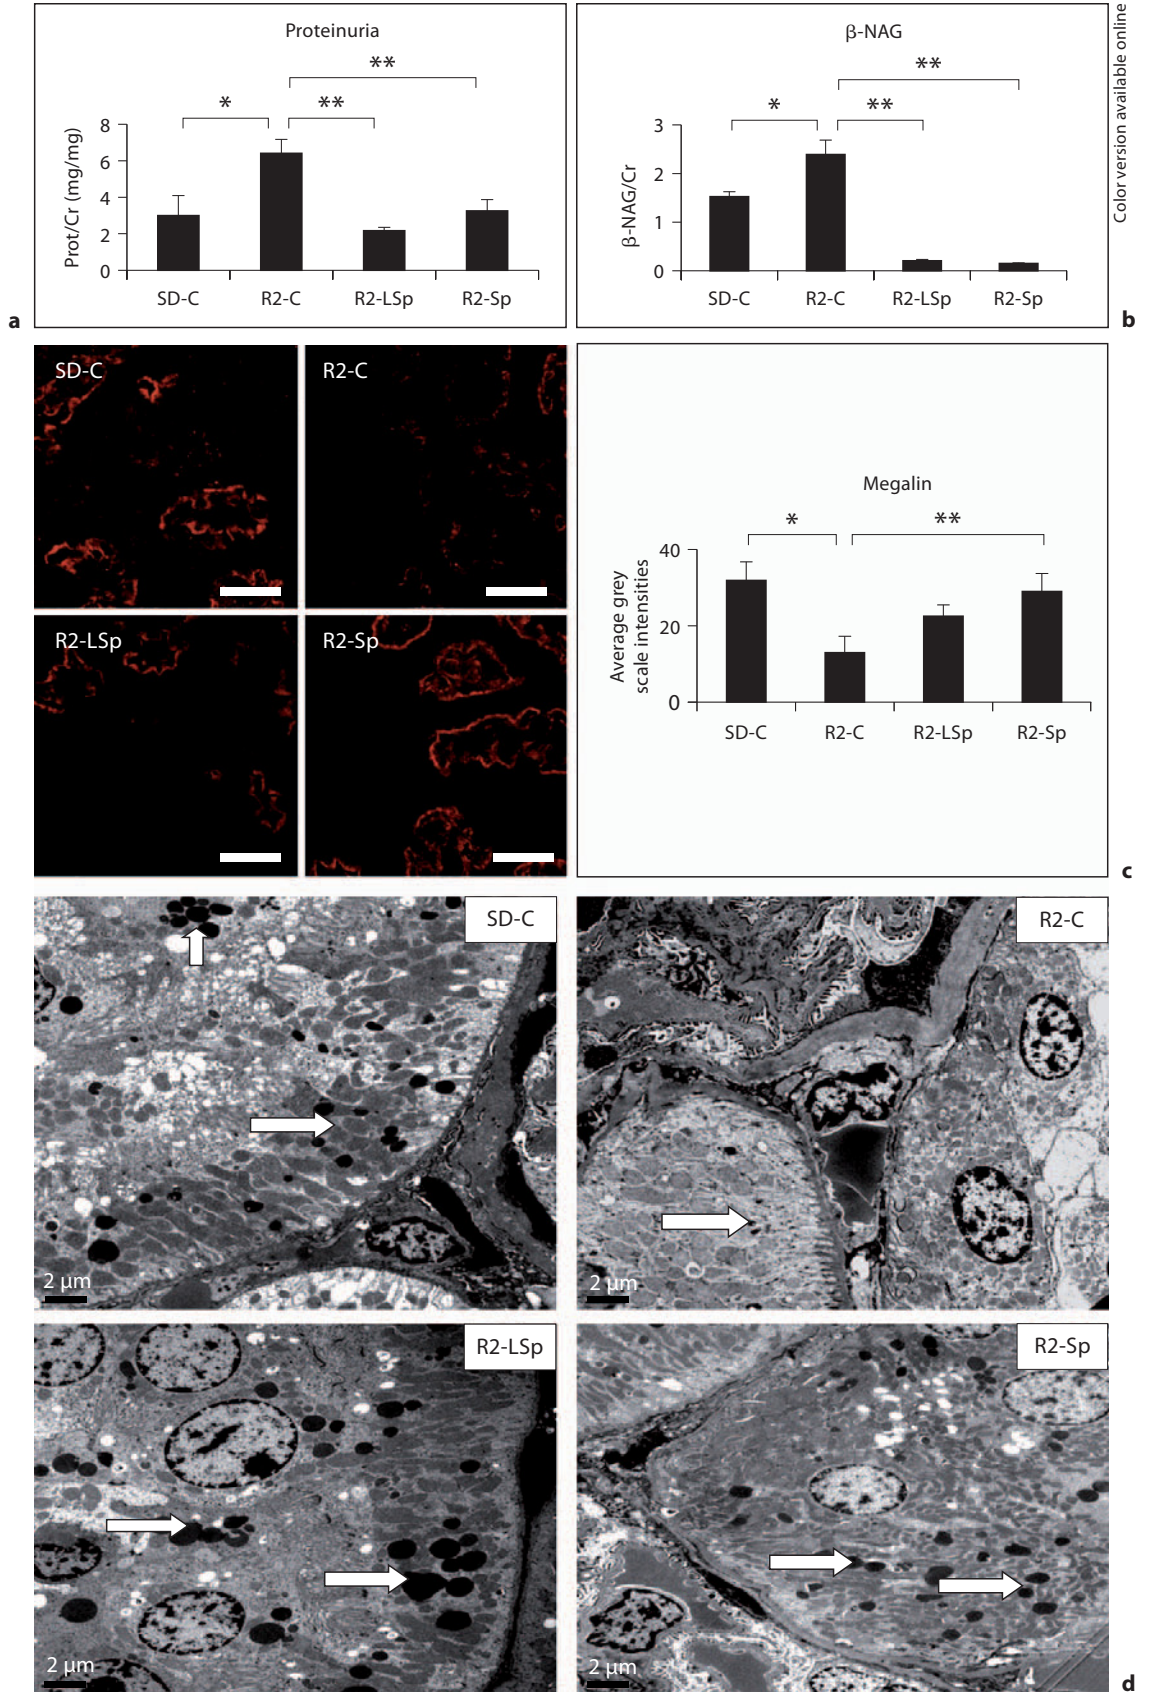 Color version available online
Proteinuria
**
*
**
Prot/Cr (mg/mg)
8
6
4
2
0
SD-C
R2-C
R2-LSp
R2-Sp
a
β-NAG
**
*
**
β-NAG/Cr
3
2
1
0
SD-C
R2-C
R2-LSp
R2-Sp
b
SD-C
R2-C
R2-LSp
R2-Sp
Megalin
*
**
Average grey
scale intensities
40
20
0
SD-C
R2-C
R2-LSp
R2-Sp
c
SD-C
2 μm
R2-C
2 μm
R2-LSp
2 μm
R2-Sp
2 μm
d